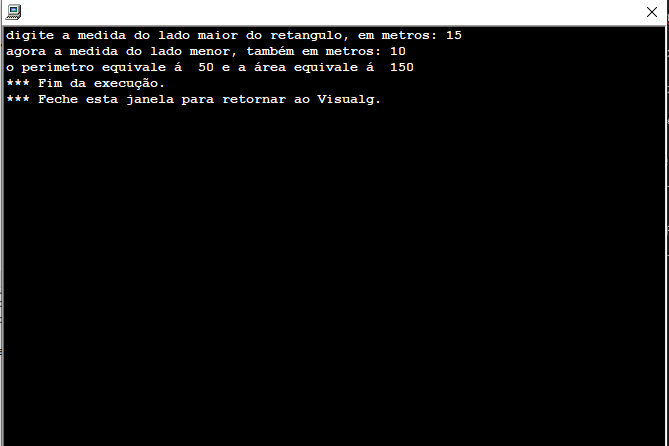 digite a medida do lado maior do retangulo, em metros: 15
agora a medida do lado menor, também em metros: 10
o perimetro equivale á  50 e a área equivale á  150
*** Fim da execução.
*** Feche esta janela para retornar ao Visualg.